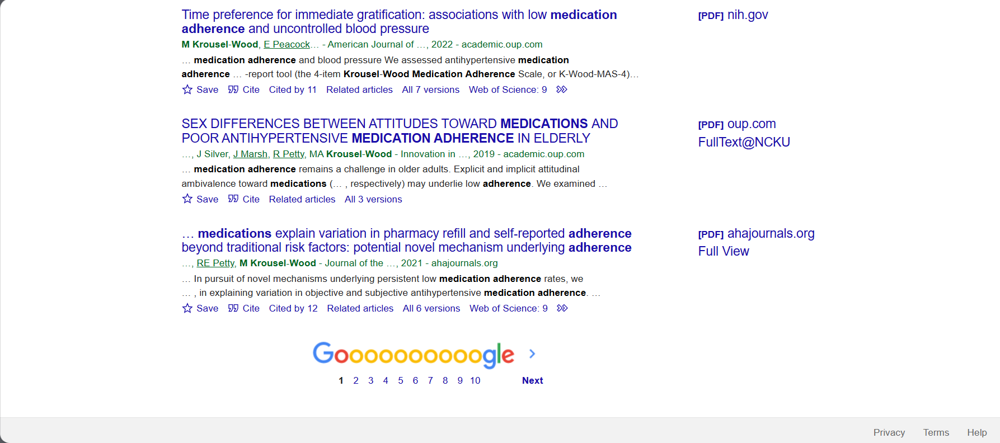 Time preference for immediate gratification: associations with low medication
adherence and uncontrolled blood pressure
[PDF] nih.gov
M Krousel-Wood, E Peacock… - American Journal of …, 2022 - academic.oup.com
… medication adherence and blood pressure We assessed antihypertensive medication
adherence … -report tool (the 4-item Krousel-Wood Medication Adherence Scale, or K-Wood-MAS-4)…
Save Cite Cited by 11 Related articles All 7 versions Web of Science: 9
SEX DIFFERENCES BETWEEN ATTITUDES TOWARD MEDICATIONS AND
POOR ANTIHYPERTENSIVE MEDICATION ADHERENCE IN ELDERLY
[PDF] oup.com
FullText@NCKU
…, J Silver, J Marsh, R Petty, MA Krousel-Wood - Innovation in …, 2019 - academic.oup.com
… medication adherence remains a challenge in older adults. Explicit and implicit attitudinal
ambivalence toward medications (… , respectively) may underlie low adherence. We examined …
Save Cite Related articles All 3 versions
… medications explain variation in pharmacy refill and self-reported adherence
beyond traditional risk factors: potential novel mechanism underlying adherence
[PDF] ahajournals.org
Full View
…, RE Petty, M Krousel-Wood - Journal of the …, 2021 - ahajournals.org
… In pursuit of novel mechanisms underlying persistent low medication adherence rates, we
… , in explaining variation in objective and subjective antihypertensive medication adherence. …
Save Cite Cited by 12 Related articles All 6 versions Web of Science: 9
Goooooooooogle
1 2 3 4 5 6 7 8 9 10 Next
Privacy Terms Help